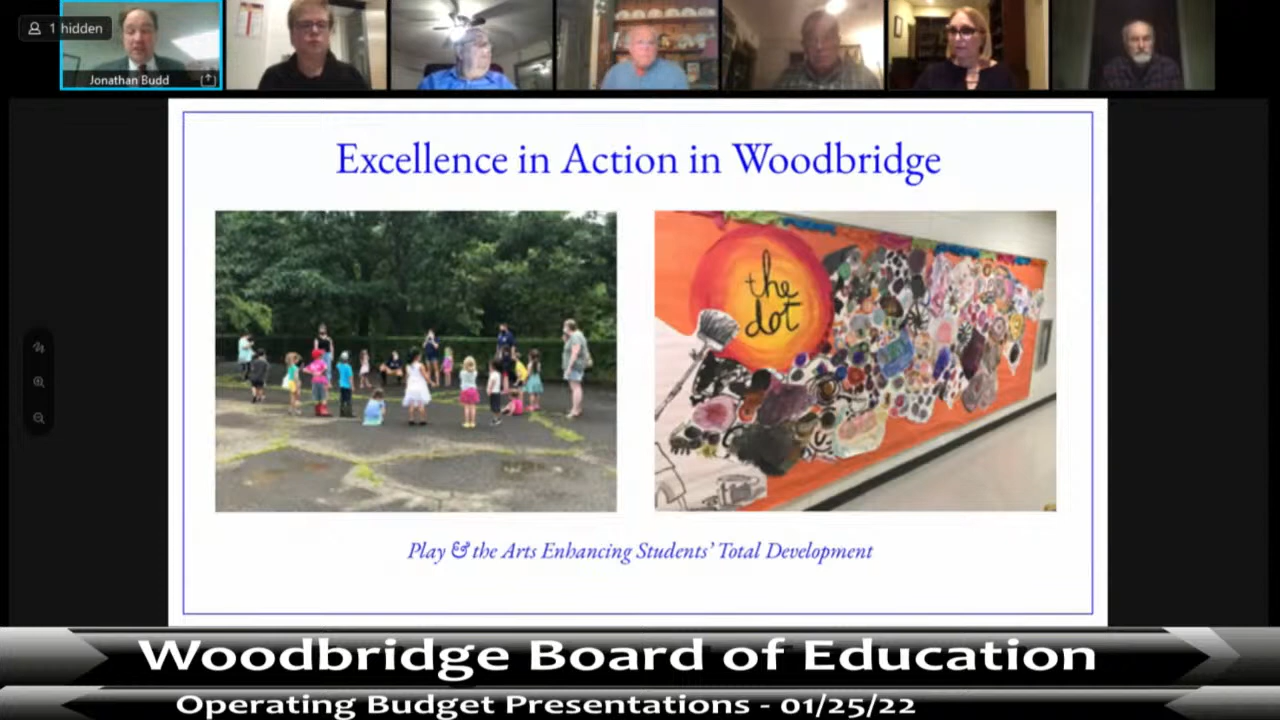 1 hidden
Jonathan Budd
Excellence in Action in Woodbridge
the
dot
Play & the Arts Enhancing Students’ Total Development
Woodbridge Board of Education
Operating Budget Presentations - 01/25/22